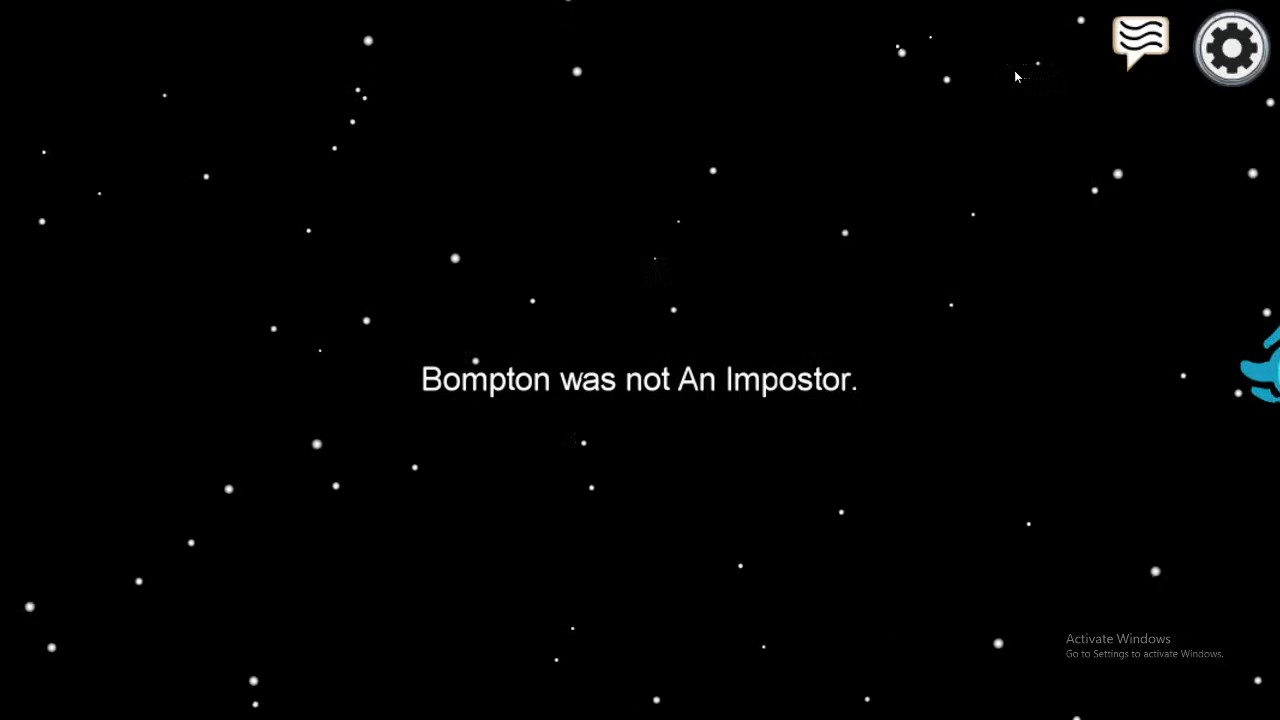 Bompton was not An Impostor.
Activate Windows
Go to Settings to activate Windows.